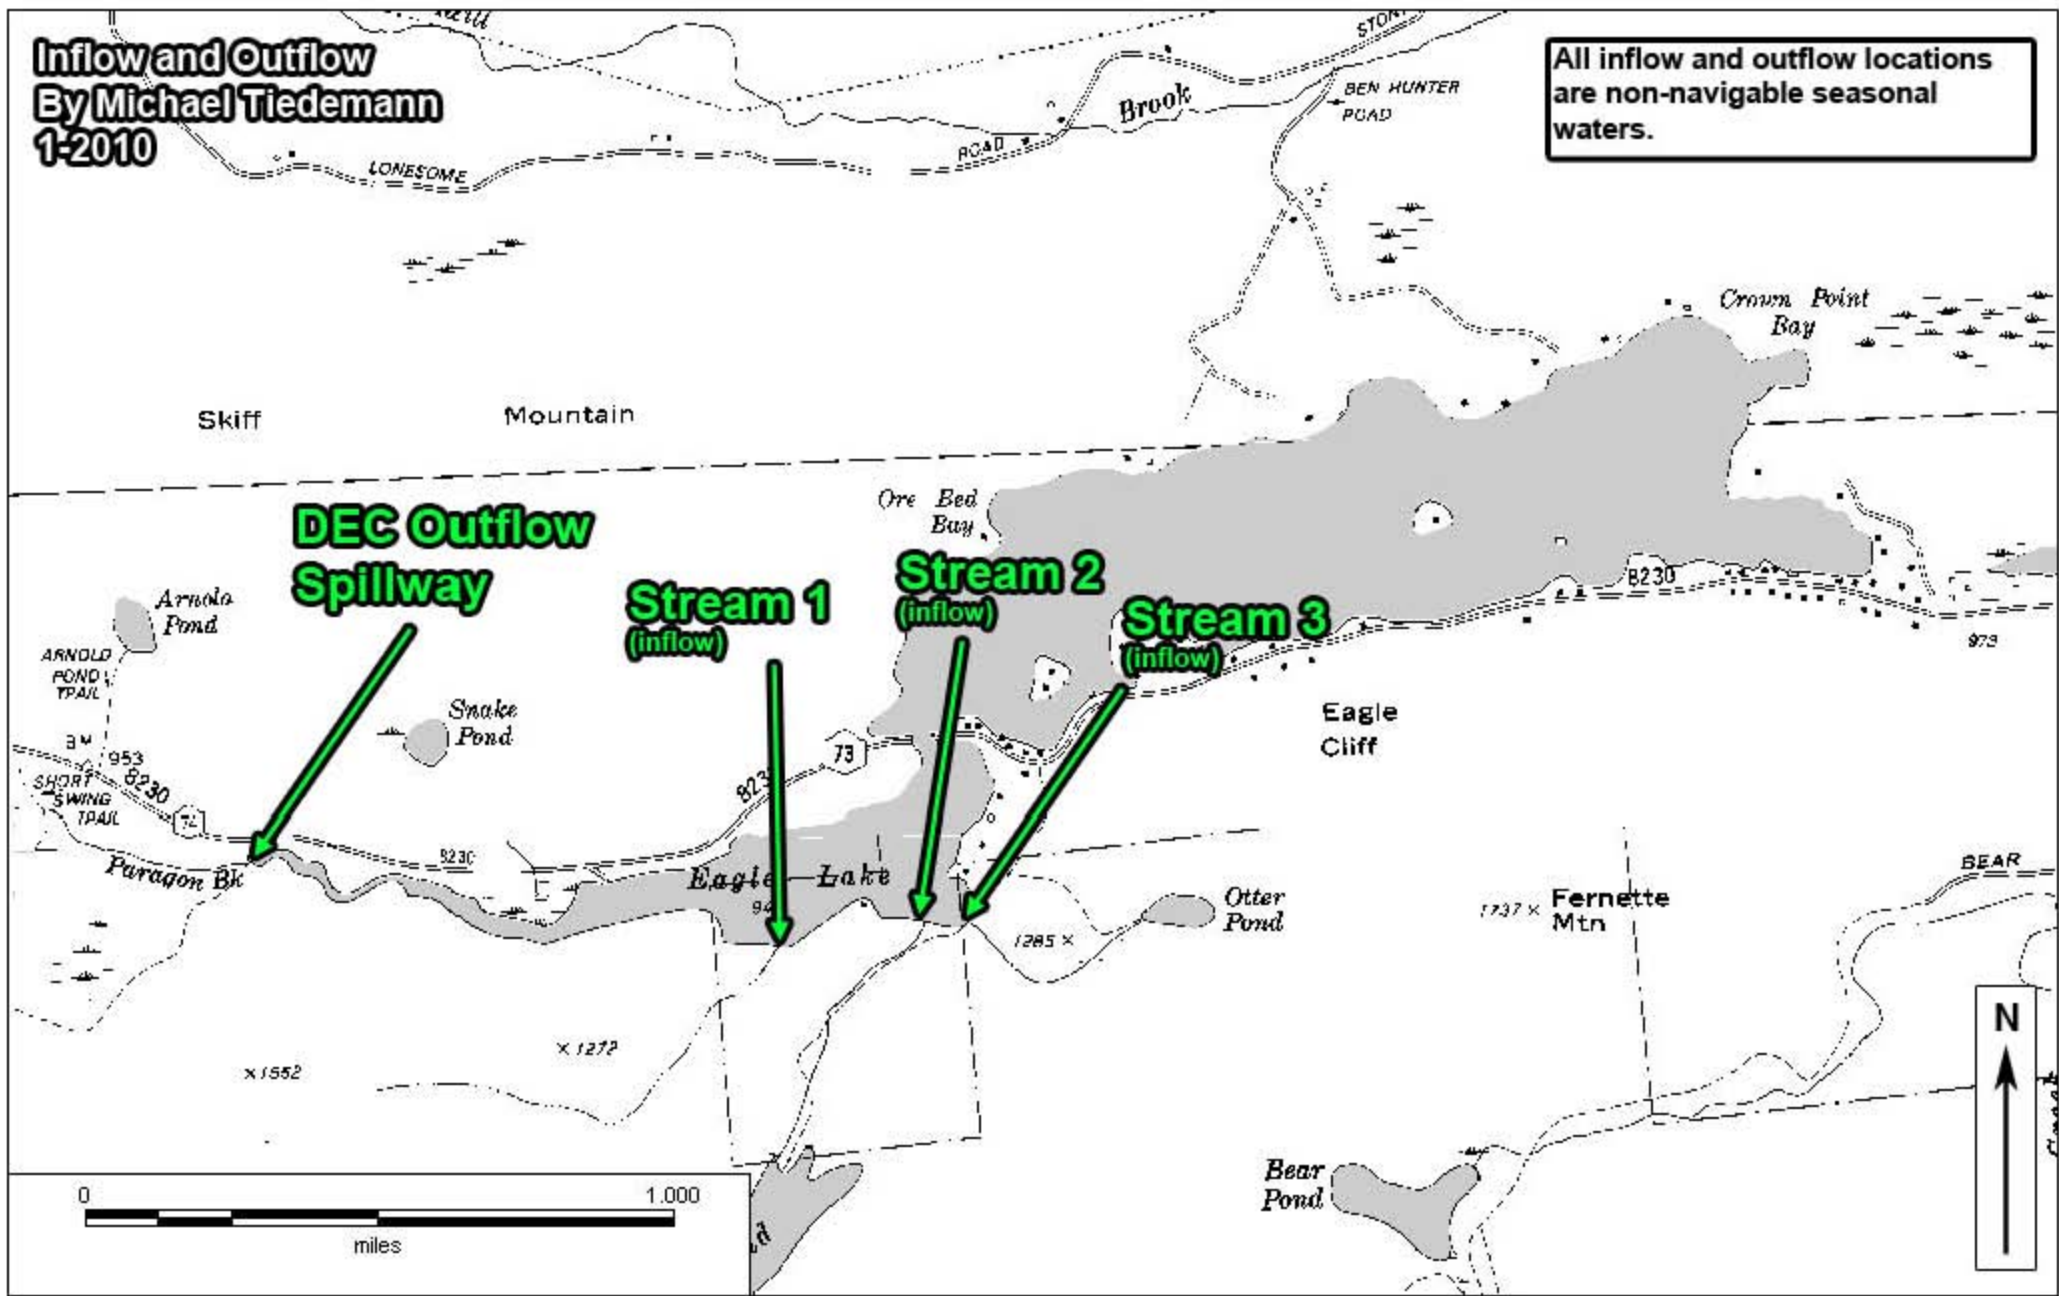 Inflow and Outflow
By Michael Tiedemann
1-2010
All inflow and outflow locations
are non-navigable seasonal
waters.
STONY
BEN HUNTER
ROAD
Brook
ROAD
LONESOME
Crown Point
Bay
Skiff Mountain
Ore Bed
Bay
DEC Outflow
Spillway
Stream 1
(inflow)
Stream 2
(inflow)
Stream 3
(inflow)
8230
973
Arnold
Pond
ARNOLD
POND
TRAIL
Snake
Pond
Eagle
Cliff
73
BM
953
8230
SHORT
SWING
TRAIL
74
823
8230
Paragon Bk
Eagle Lake
94
Otter
Pond
1285
1737
Fernette
Mtn
BEAR
1272
1552
N
Bear
Pond
0 1.000
miles